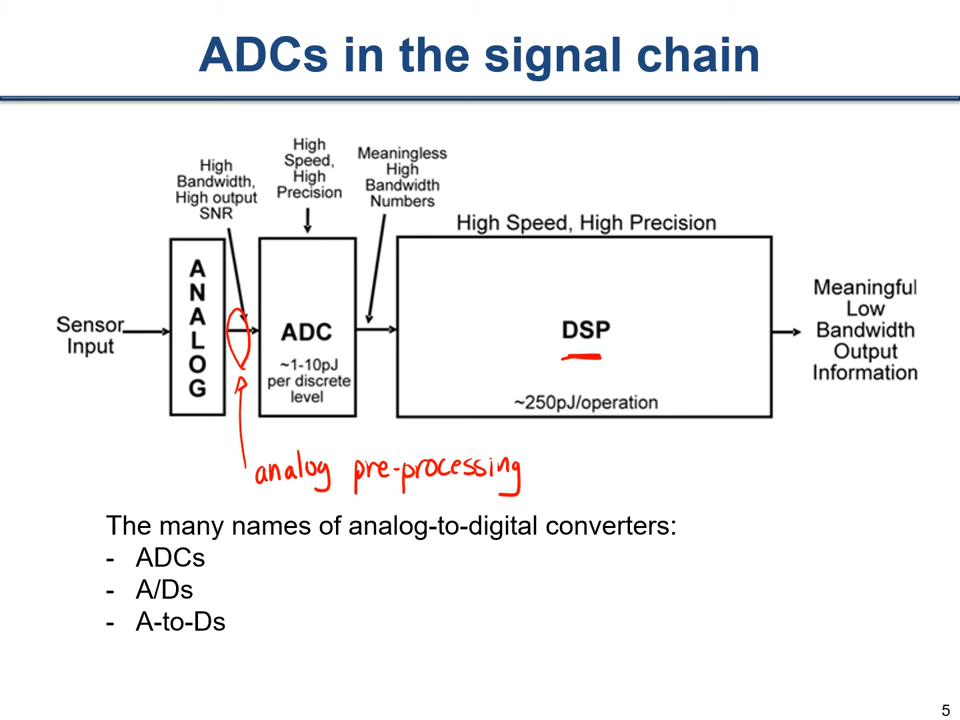 ADCs in the signal chain
High
Bandwidth,
High output
SNR
High
Speed,
High
Precision
Meaningless
High
Bandwidth
Numbers
High Speed, High Precision
Sensor
Input
A
N
A
L
O
G
ADC
~1-10pJ
per discrete
level
DSP
~250pJ/operation
Meaningful
Low
Bandwidth
Output
Information
analog pre-processing
The many names of analog-to-digital converters:
- ADCs
- A/Ds
- A-to-Ds
5